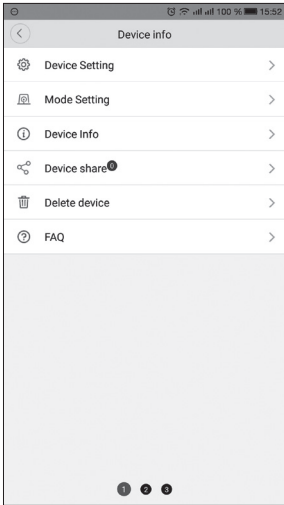 100 % 15:52
Device info
Device Setting
Mode Setting
Device Info
Device share 0
Delete device
FAQ
1 2 3